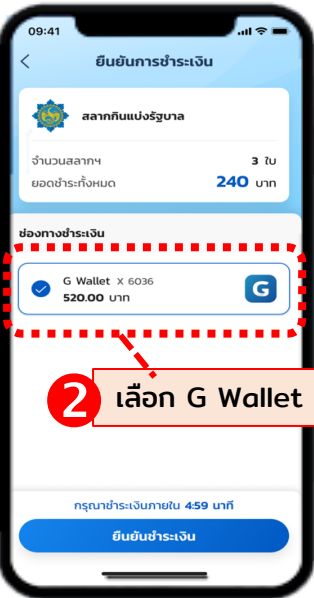 09:41
ยืนยันการชำระเงิน
สลากกินแบ่งรัฐบาล
จำนวนสลากฯ 3 ใบ
ยอดชำระทั้งหมด 240 บาท
ช่องทางชำระเงิน
G Wallet X 6036
520.00 บาท
G
2 เลือก G Wallet
กรุณาชำระเงินภายใน 4:59 นาที
ยืนยันชำระเงิน